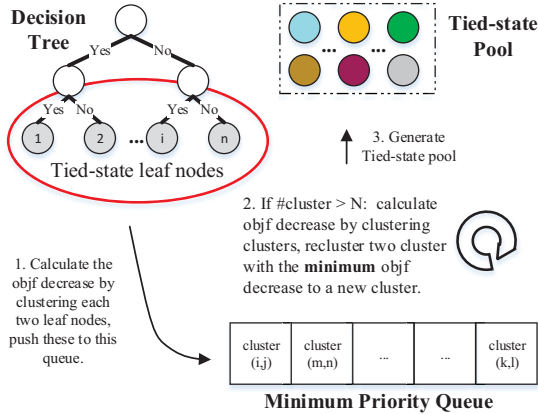 Decision
Tree
Yes
No
Yes
No
Yes
No
1
2
...
i
n
Tied-state leaf nodes
...
...
Tied-state
Pool
3. Generate
Tied-state pool
2. If #cluster > N: calculate
objf decrease by clustering
clusters, recluster two cluster
with the minimum objf
decrease to a new cluster.
1. Calculate the
objf decrease by
clustering each
two leaf nodes,
push these to this
queue.
cluster
(i,j)
cluster
(m,n)
...
...
cluster
(k,l)
Minimum Priority Queue